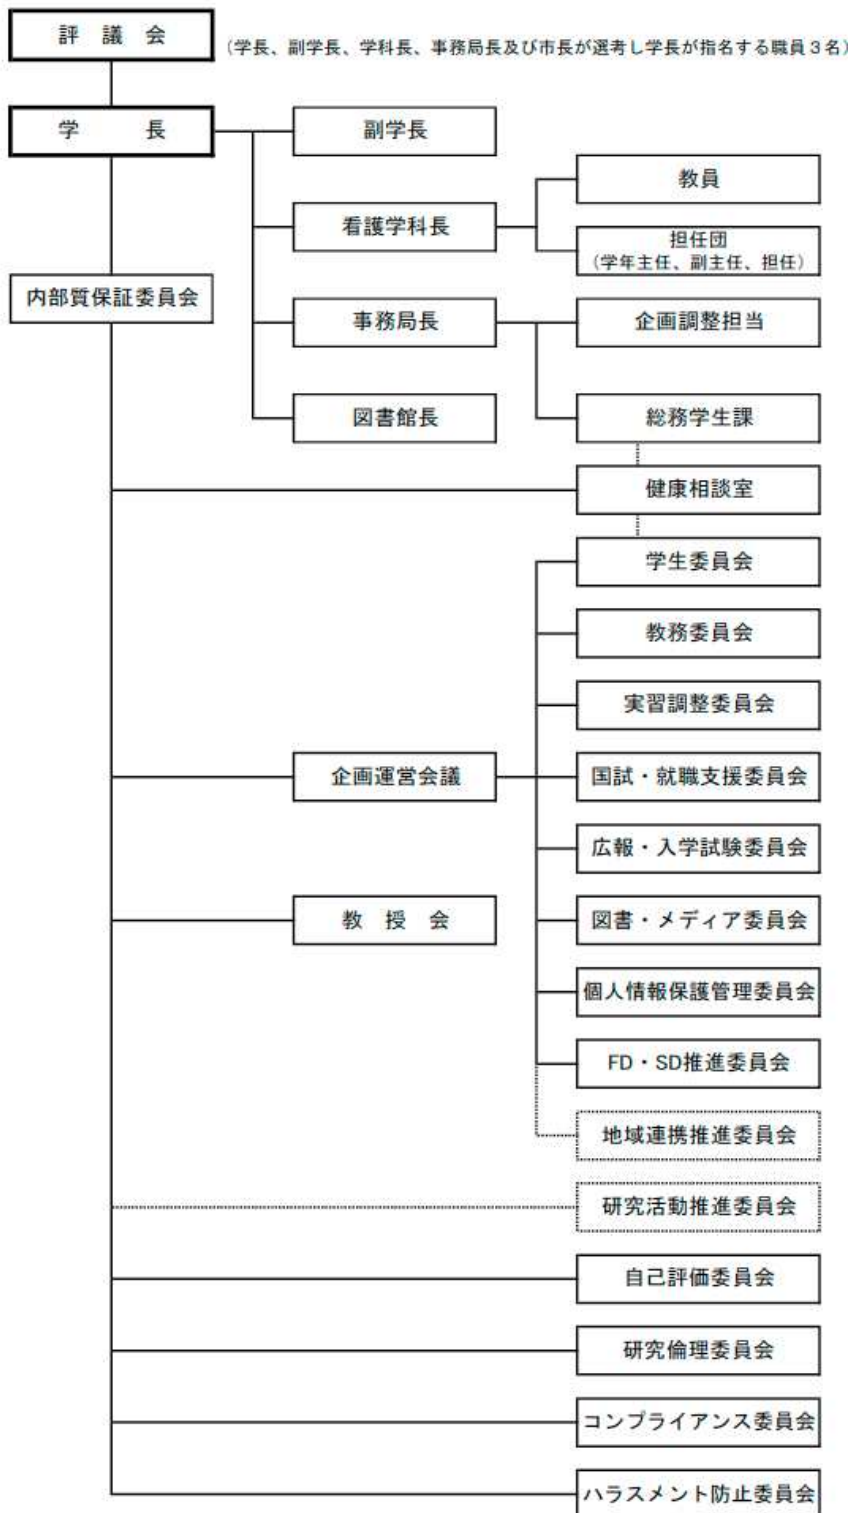 評　議　会
(学長、副学長、学科長、事務局長及び市長が選考し学長が指名する職員３名)
学　　　長
副学長
教員
看護学科長
担任団
(学年主任、副主任、担任)
内部質保証委員会
事務局長
企画調整担当
図書館長
総務学生課
健康相談室
学生委員会
教務委員会
実習調整委員会
企画運営会議
国試・就職支援委員会
広報・入学試験委員会
教　授　会
図書・メディア委員会
個人情報保護管理委員会
FD・SD推進委員会
地域連携推進委員会
研究活動推進委員会
自己評価委員会
研究倫理委員会
コンプライアンス委員会
ハラスメント防止委員会